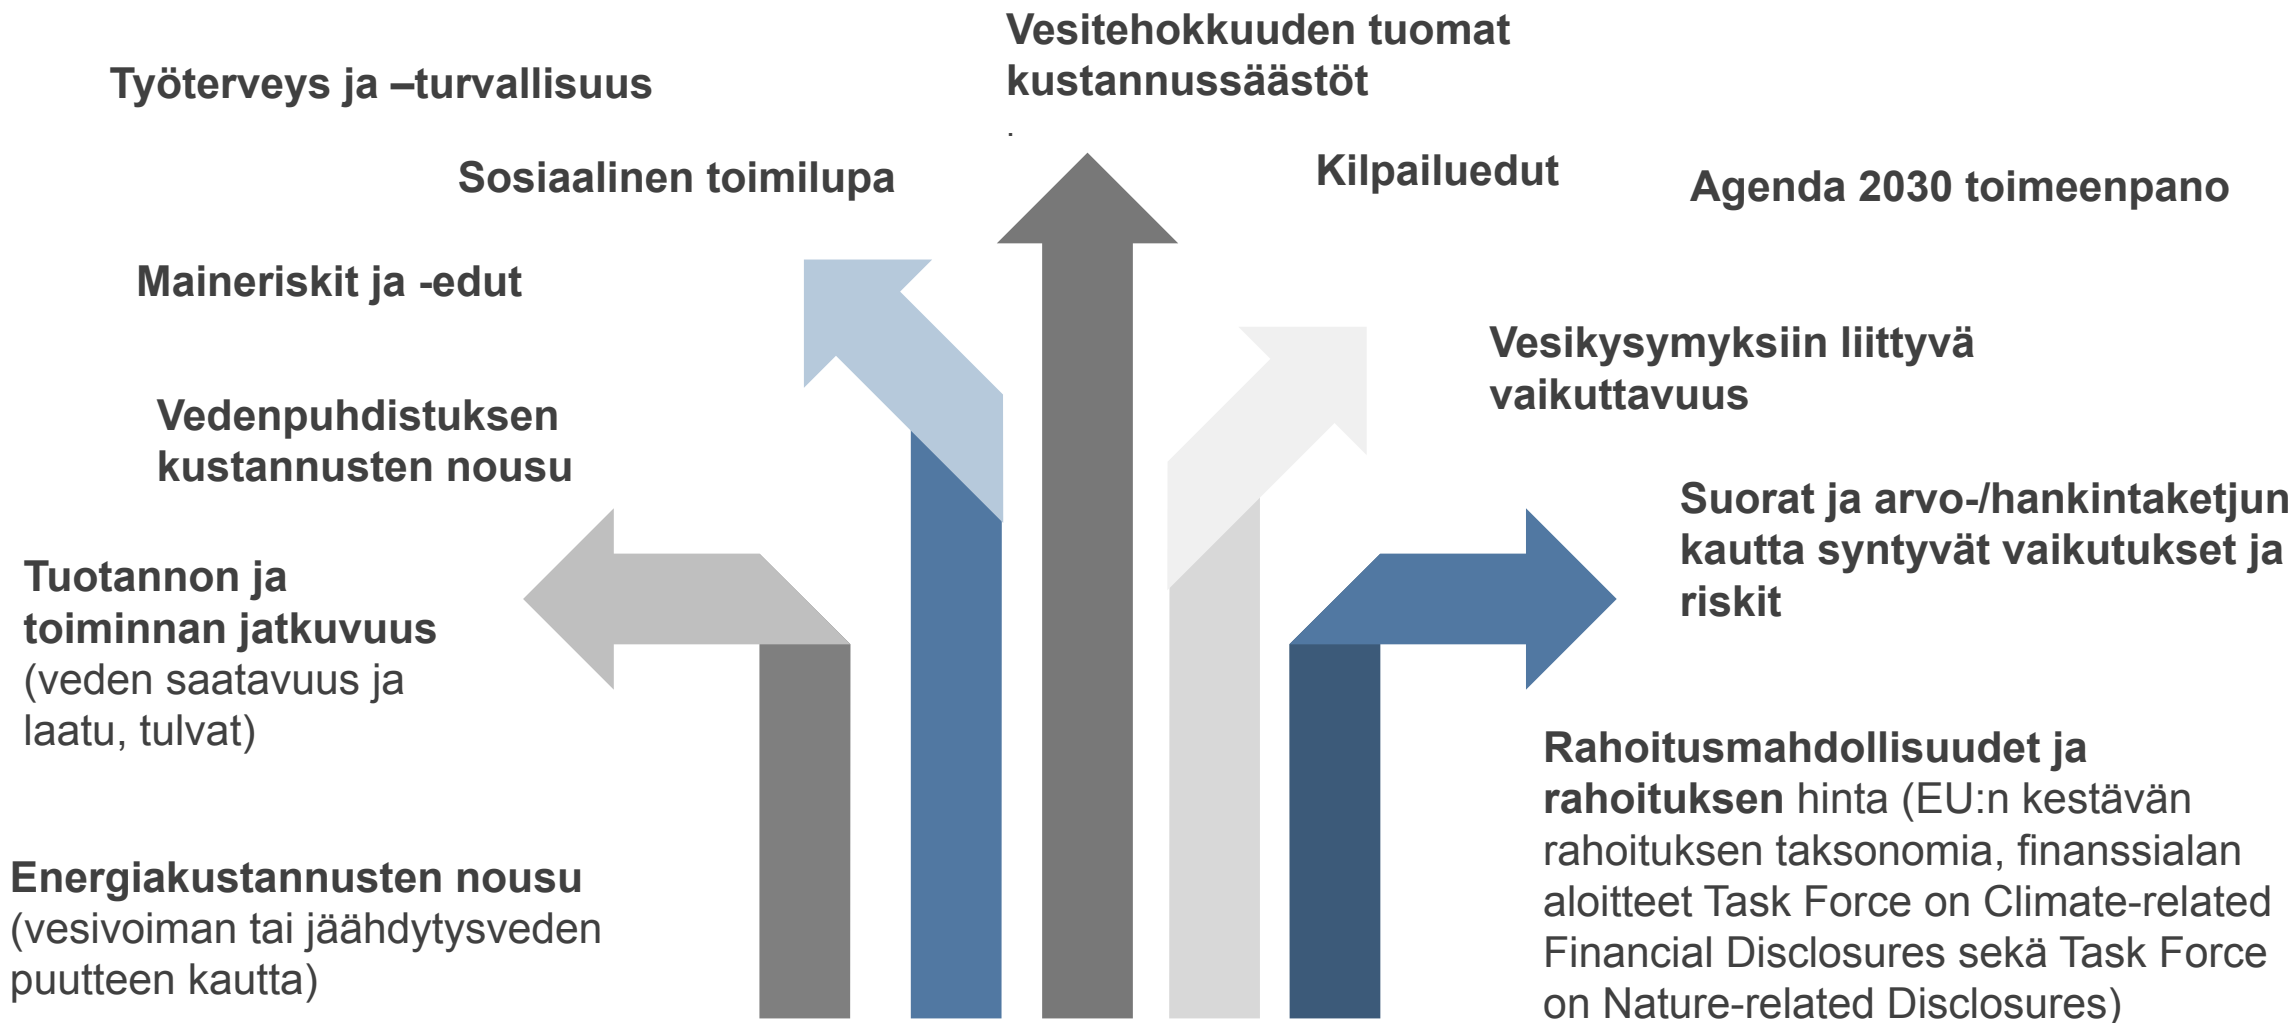 Vesitehokkuuden tuomat
kustannussäästöt
.
Työterveys ja –turvallisuus
Sosiaalinen toimilupa
Kilpailuedut
Agenda 2030 toimeenpano
Maineriskit ja -edut
Vesikysymyksiin liittyvä
vaikuttavuus
Vedenpuhdistuksen
kustannusten nousu
Suorat ja arvo-/hankintaketjun
kautta syntyvät vaikutukset ja
riskit
Tuotannon ja
toiminnan jatkuvuus
(veden saatavuus ja
laatu, tulvat)
Rahoitusmahdollisuudet ja
rahoituksen hinta (EU:n kestävän
rahoituksen taksonomia, finanssialan
aloitteet Task Force on Climate-related
Financial Disclosures sekä Task Force
on Nature-related Disclosures)
Energiakustannusten nousu
(vesivoiman tai jäähdytysveden
puutteen kautta)